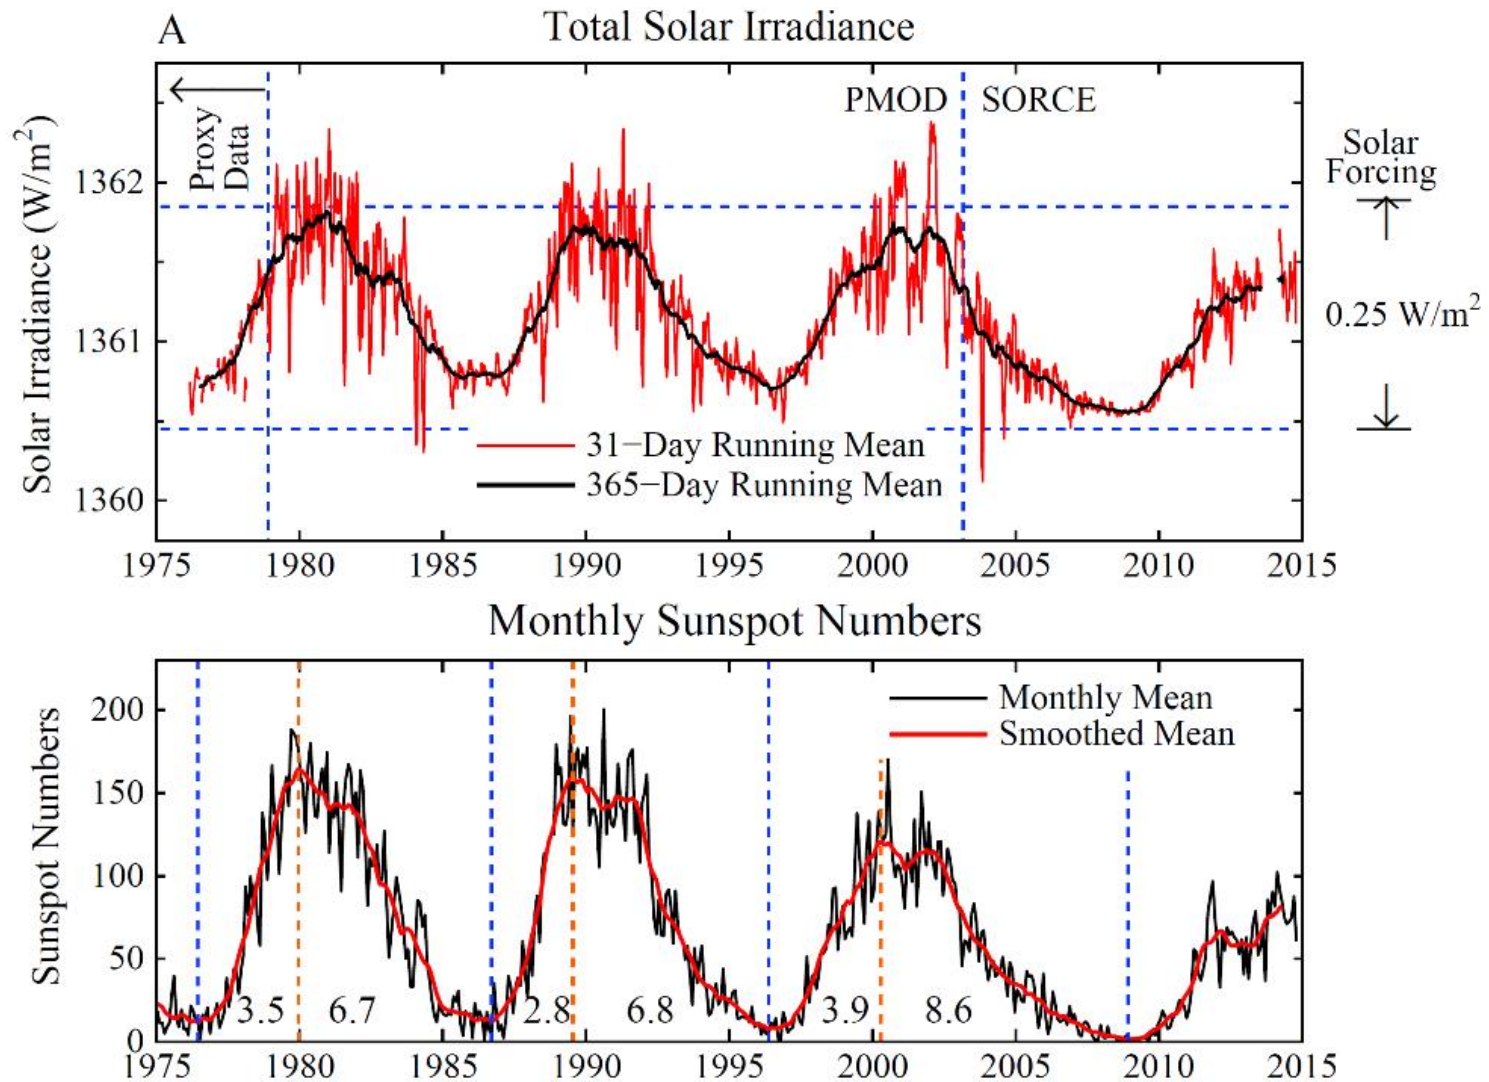 A
Total Solar Irradiance
Proxy
Data
PMOD
SORCE
Solar
Forcing
0.25 W/m²
Solar Irradiance (W/m²)
1362
1361
1360
31−Day Running Mean
365−Day Running Mean
1975 1980 1985 1990 1995 2000 2005 2010 2015
Monthly Sunspot Numbers
Sunspot Numbers
200
150
100
50
0
Monthly Mean
Smoothed Mean
3.5 6.7 2.8 6.8 3.9 8.6
1975 1980 1985 1990 1995 2000 2005 2010 2015